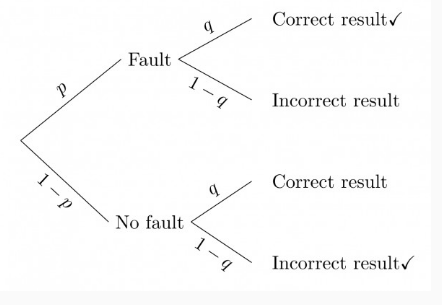 q
Correct result✓
Fault
p
1 − q
Incorrect result
1 − p
q
Correct result
No fault
1 − q
Incorrect result✓